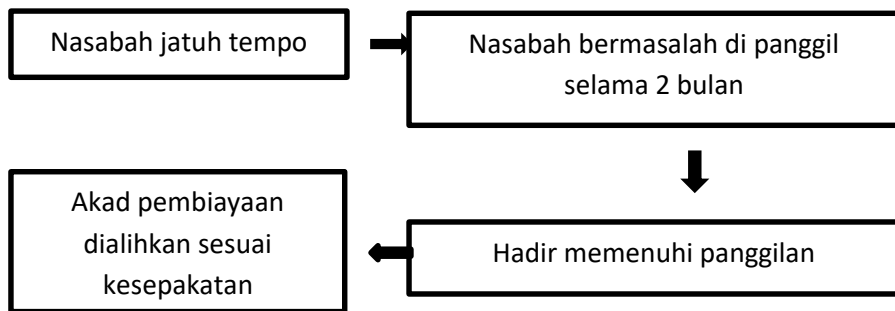 Nasabah jatuh tempo
Nasabah bermasalah di panggil
selama 2 bulan
Hadir memenuhi panggilan
Akad pembiayaan
dialihkan sesuai
kesepakatan